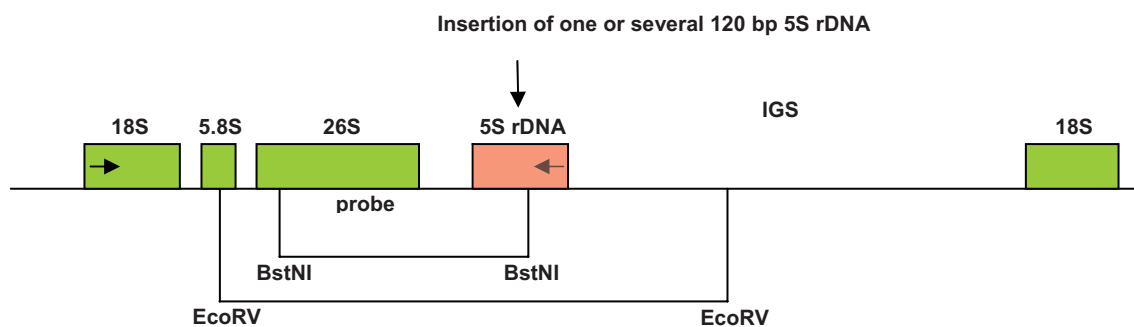 Insertion of one or several 120 bp 5S rDNA
IGS
18S 5.8S 26S 5S rDNA 18S
probe
BstNI BstNI
EcoRV EcoRV